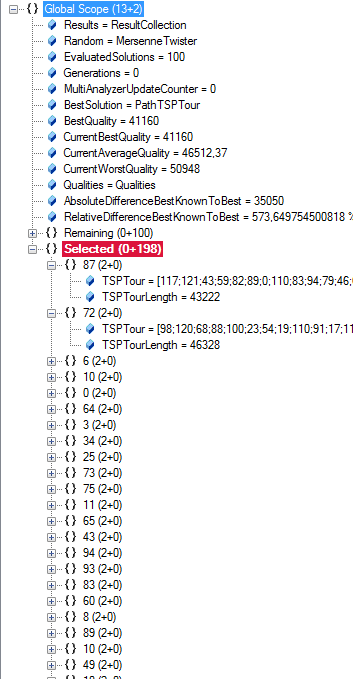 Global Scope (13+2)
Results = ResultCollection
Random = MersenneTwister
EvaluatedSolutions = 100
Generations = 0
MultiAnalyzerUpdateCounter = 0
BestSolution = PathTSPTour
BestQuality = 41160
CurrentBestQuality = 41160
CurrentAverageQuality = 46512,37
CurrentWorstQuality = 50948
Qualities = Qualities
AbsoluteDifferenceBestKnownToBest = 35050
RelativeDifferenceBestKnownToBest = 573,649754500818 %
Remaining (0+100)
Selected (0+198)
87 (2+0)
TSPTour = [117;121;43;59;82;89;0;110;83;94;79;46;
TSPTourLength = 43222
72 (2+0)
TSPTour = [98;120;68;88;100;23;54;19;110;91;17;11
TSPTourLength = 46328
6 (2+0)
10 (2+0)
0 (2+0)
64 (2+0)
3 (2+0)
34 (2+0)
25 (2+0)
73 (2+0)
75 (2+0)
11 (2+0)
65 (2+0)
43 (2+0)
94 (2+0)
93 (2+0)
83 (2+0)
60 (2+0)
8 (2+0)
89 (2+0)
10 (2+0)
49 (2+0)